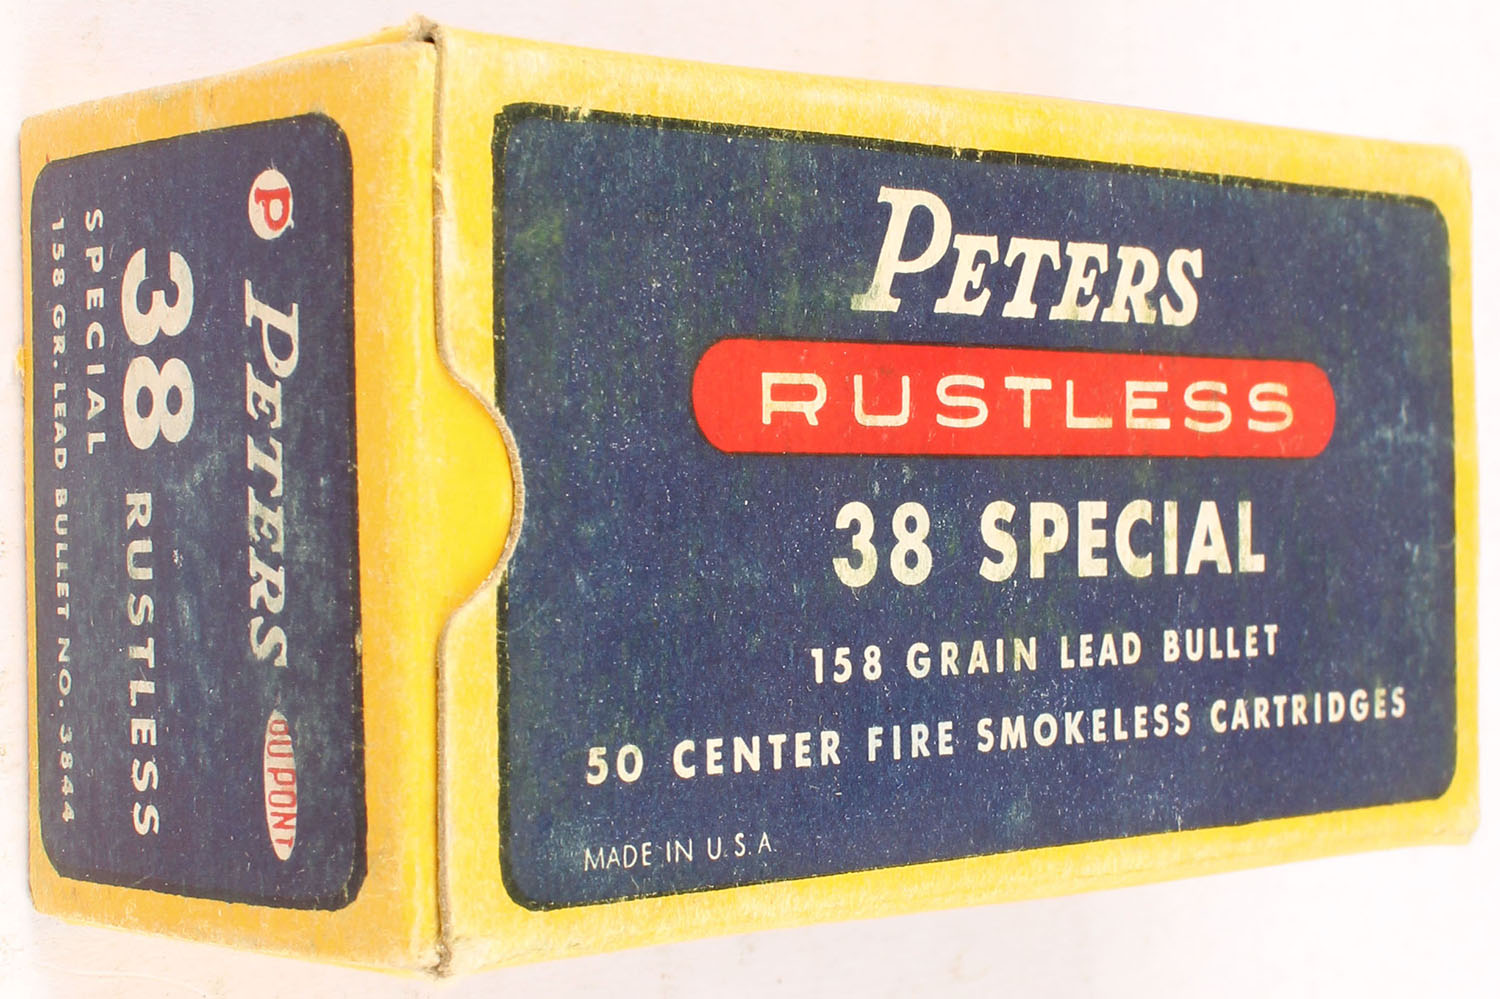 PETERS
RUSTLESS
38 SPECIAL
158 GRAIN LEAD BULLET
50 CENTER FIRE SMOKELESS CARTRIDGES
MADE IN U.S.A.
P PETERS DUPONT
38 RUSTLESS
SPECIAL
158 GR. LEAD BULLET NO. 3844